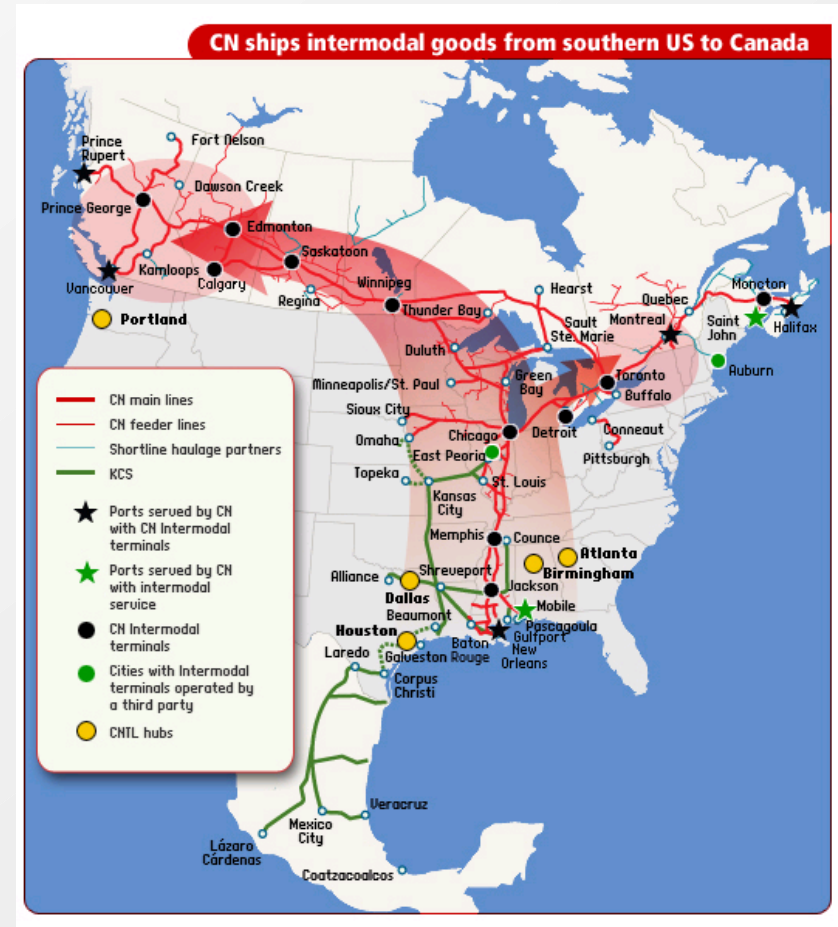 CN ships intermodal goods from southern US to Canada
Prince
Rupert
Fort Nelson
Dawson Creek
Prince George
Edmonton
Saskatoon
Vancouver
Kamloops
Calgary
Regina
Winnipeg
Portland
Thunder Bay
Hearst
Sault
Ste. Marie
Quebec
Montreal
Moncton
Saint
John
Halifax
Auburn
Duluth
Minneapolis/St. Paul
Green
Bay
Toronto
Buffalo
Sioux City
Omaha
Chicago
Detroit
Conneaut
Pittsburgh
East Peoria
Topeka
Kansas
City
St. Louis
Memphis
Counce
Atlanta
Birmingham
Alliance
Shreveport
Dallas
Jackson
Beaumont
Mobile
Pascagoula
Gulfport
Houston
Galveston
Baton
Rouge
New
Orleans
Laredo
Corpus
Christi
Veracruz
Mexico
City
Lázaro
Cárdenas
Coatzacoalcos
CN main lines
CN feeder lines
Shortline haulage partners
KCS
Ports served by CN
with CN Intermodal
terminals
Ports served by CN
with intermodal
service
CN Intermodal
terminals
Cities with Intermodal
terminals operated by
a third party
CNTL hubs